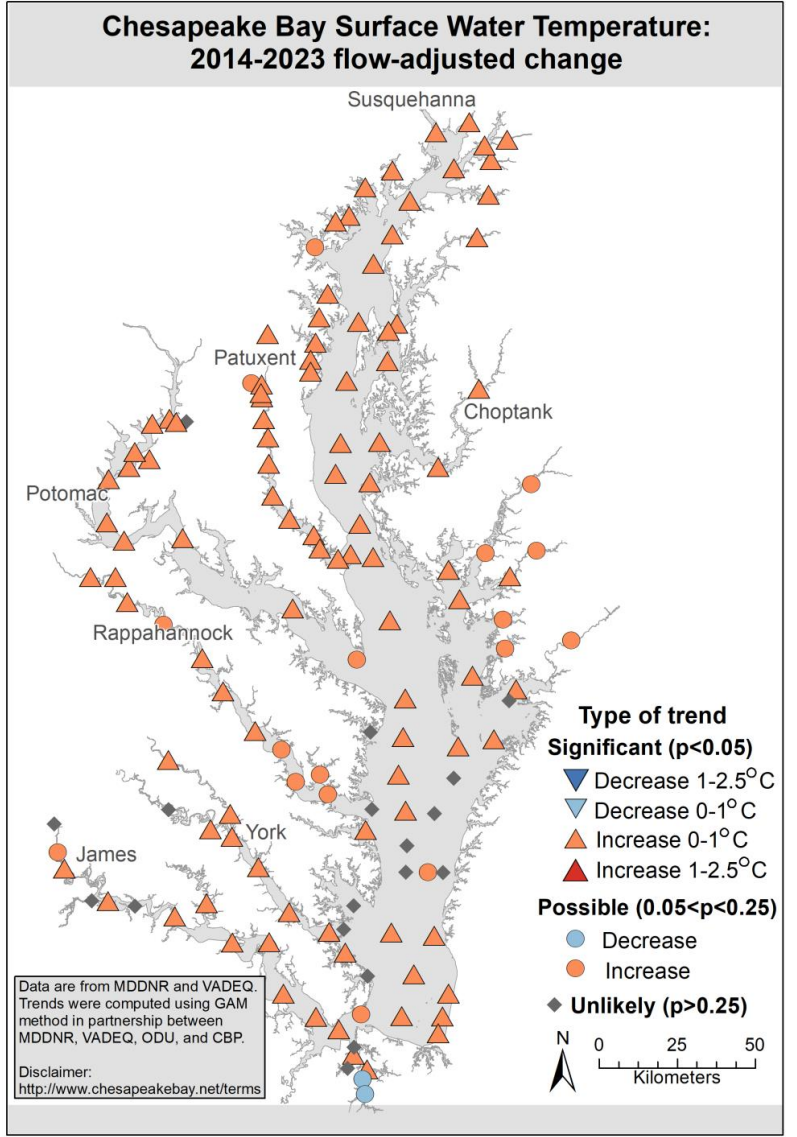 Chesapeake Bay Surface Water Temperature:
2014-2023 flow-adjusted change
Susquehanna
Patuxent
Choptank
Potomac
Rappahannock
York
James
Type of trend
Significant (p<0.05)
Decrease 1-2.5°C
Decrease 0-1°C
Increase 0-1°C
Increase 1-2.5°C
Possible (0.05<p<0.25)
Decrease
Increase
Unlikely (p>0.25)
N
0 25 50
Kilometers
Data are from MDDNR and VADEQ.
Trends were computed using GAM
method in partnership between
MDDNR, VADEQ, ODU, and CBP.
Disclaimer:
http://www.chesapeakebay.net/terms